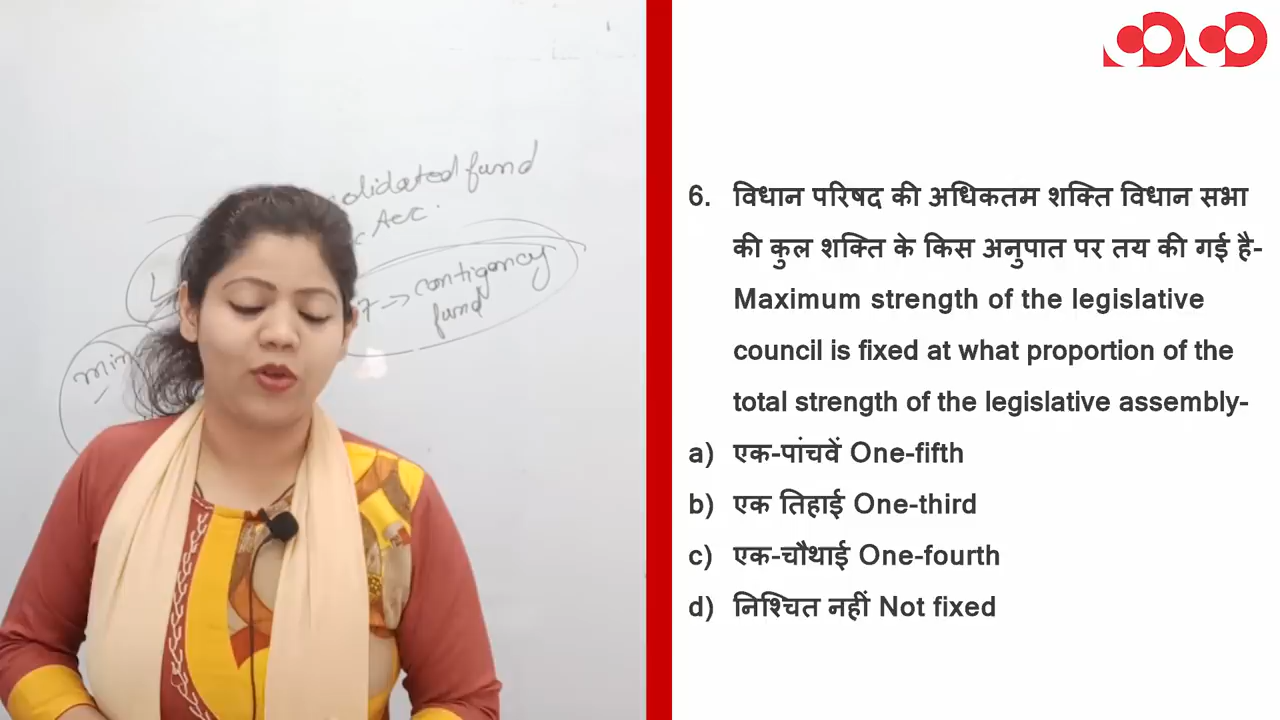 olidated fund
Acc.
7 → contigency
fund
min
6. विधान परिषद की अधिकतम शक्ति विधान सभा
की कुल शक्ति के किस अनुपात पर तय की गई है-
Maximum strength of the legislative
council is fixed at what proportion of the
total strength of the legislative assembly-
a) एक-पांचवें One-fifth
b) एक तिहाई One-third
c) एक-चौथाई One-fourth
d) निश्चित नहीं Not fixed